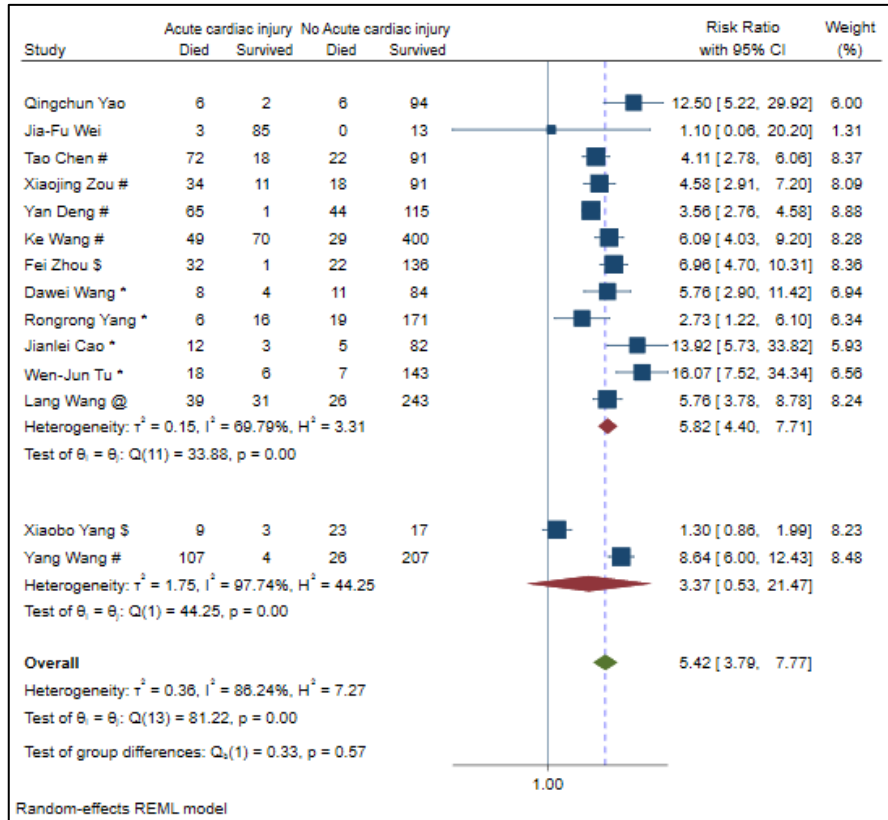 Acute cardiac injury No Acute cardiac injury Risk Ratio Weight
Study Died Survived Died Survived with 95% CI (%)
Qingchun Yao 6 2 6 94 12.50 [ 5.22, 29.92] 6.00
Jia-Fu Wei 3 85 0 13 1.10 [ 0.06, 20.20] 1.31
Tao Chen # 72 18 22 91 4.11 [ 2.78, 6.06] 8.37
Xiaojing Zou # 34 11 18 91 4.58 [ 2.91, 7.20] 8.09
Yan Deng # 65 1 44 115 3.56 [ 2.76, 4.58] 8.88
Ke Wang # 49 70 29 400 6.09 [ 4.03, 9.20] 8.28
Fei Zhou $ 32 1 22 136 6.96 [ 4.70, 10.31] 8.36
Dawei Wang * 8 4 11 84 5.76 [ 2.90, 11.42] 6.94
Rongrong Yang * 6 16 19 171 2.73 [ 1.22, 6.10] 6.34
Jianlei Cao * 12 3 5 82 13.92 [ 5.73, 33.82] 5.93
Wen-Jun Tu * 18 6 7 143 16.07 [ 7.52, 34.34] 6.56
Lang Wang @ 39 31 26 243 5.76 [ 3.78, 8.78] 8.24
Heterogeneity: τ² = 0.15, I² = 69.79%, H² = 3.31 5.82 [ 4.40, 7.71]
Test of θᵢ = θⱼ: Q(11) = 33.88, p = 0.00
Xiaobo Yang $ 9 3 23 17 1.30 [ 0.86, 1.99] 8.23
Yang Wang # 107 4 26 207 8.64 [ 6.00, 12.43] 8.48
Heterogeneity: τ² = 1.75, I² = 97.74%, H² = 44.25 3.37 [ 0.53, 21.47]
Test of θᵢ = θⱼ: Q(1) = 44.25, p = 0.00
Overall 5.42 [ 3.79, 7.77]
Heterogeneity: τ² = 0.36, I² = 86.24%, H² = 7.27
Test of θᵢ = θⱼ: Q(13) = 81.22, p = 0.00
Test of group differences: Q_b(1) = 0.33, p = 0.57
1.00
Random-effects REML model